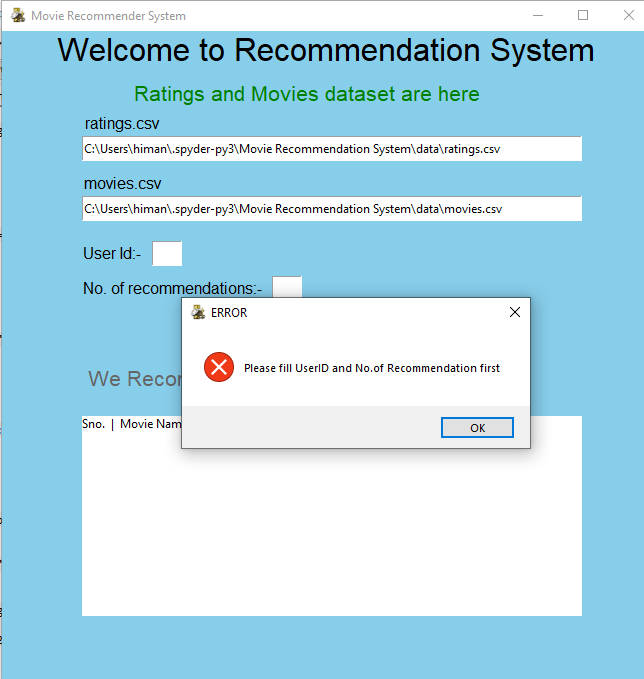 Movie Recommender System
Welcome to Recommendation System
Ratings and Movies dataset are here
ratings.csv
C:\Users\himan\.spyder-py3\Movie Recommendation System\data\ratings.csv
movies.csv
C:\Users\himan\.spyder-py3\Movie Recommendation System\data\movies.csv
User Id:-
No. of recommendations:-
ERROR
Please fill UserID and No.of Recommendation first
OK
We Recor
Sno. | Movie Nam